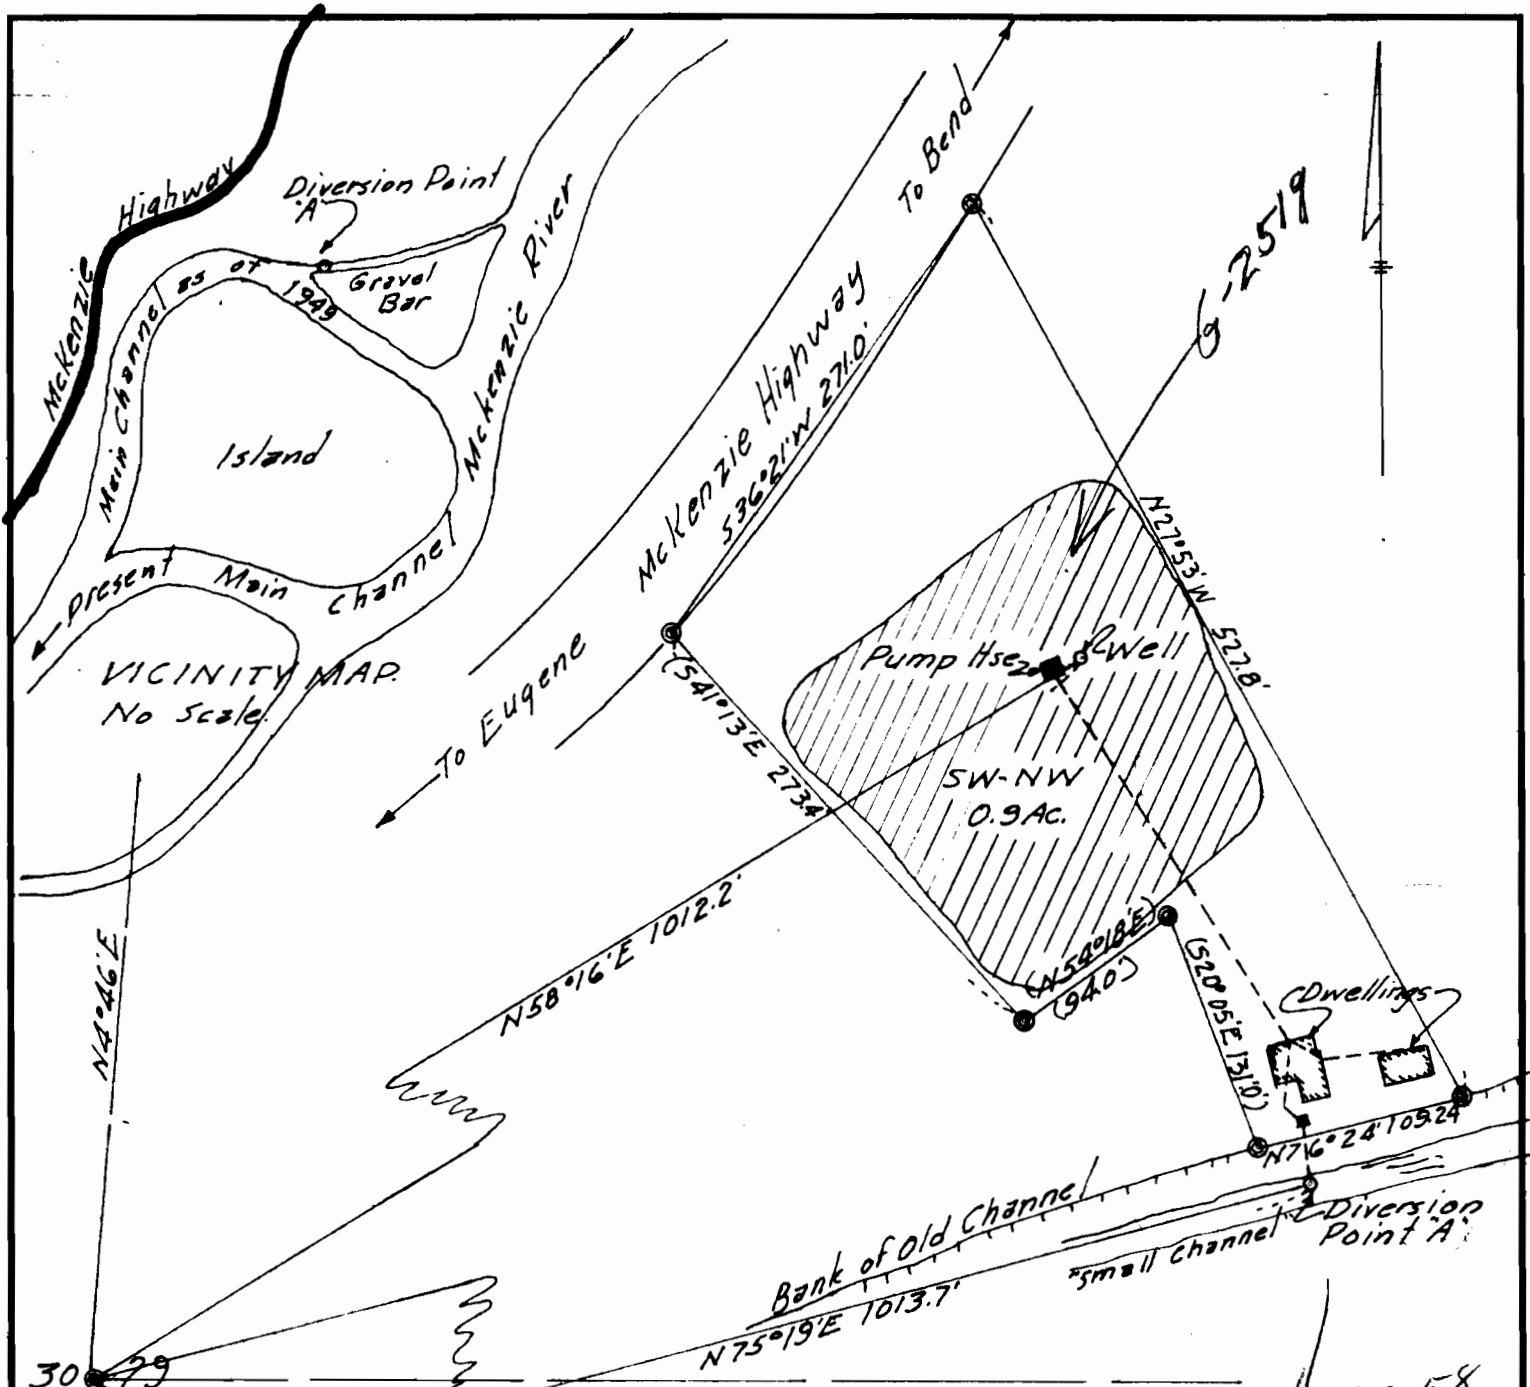 McKenzie Highway
Diversion Point
"A"
Main Channel as of 1949
Gravel
Bar
McKenzie River
Island
Present Main Channel
VICINITY MAP.
No Scale.
To Bend
McKenzie Highway
S36°21'W 271.0'
To Eugene
G-2519
N27°53'W 527.8'
Pump Hse
Well
(S41°13'E 273.4'
SW-NW
0.9 Ac.
N58°16'E 1012.2'
(N54°18'E)
(94.0')
(S20°05'E 131.0')
Dwellings
N76°24' 109.24
N4°46'E
Bank of Old Channel
"Small Channel"
Diversion
Point "A"
N75°19'E 1013.7'
30 29